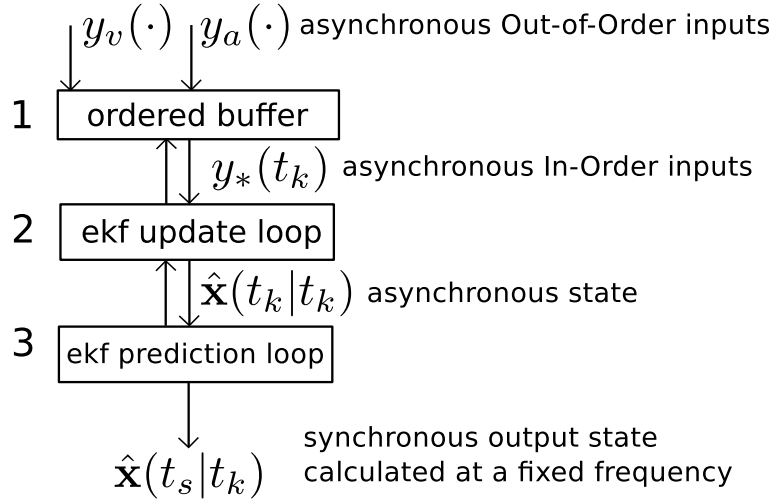 y_v(·) y_a(·) asynchronous Out-of-Order inputs
1 ordered buffer
y_*(t_k) asynchronous In-Order inputs
2 ekf update loop
x̂(t_k|t_k) asynchronous state
3 ekf prediction loop
synchronous output state
x̂(t_s|t_k) calculated at a fixed frequency